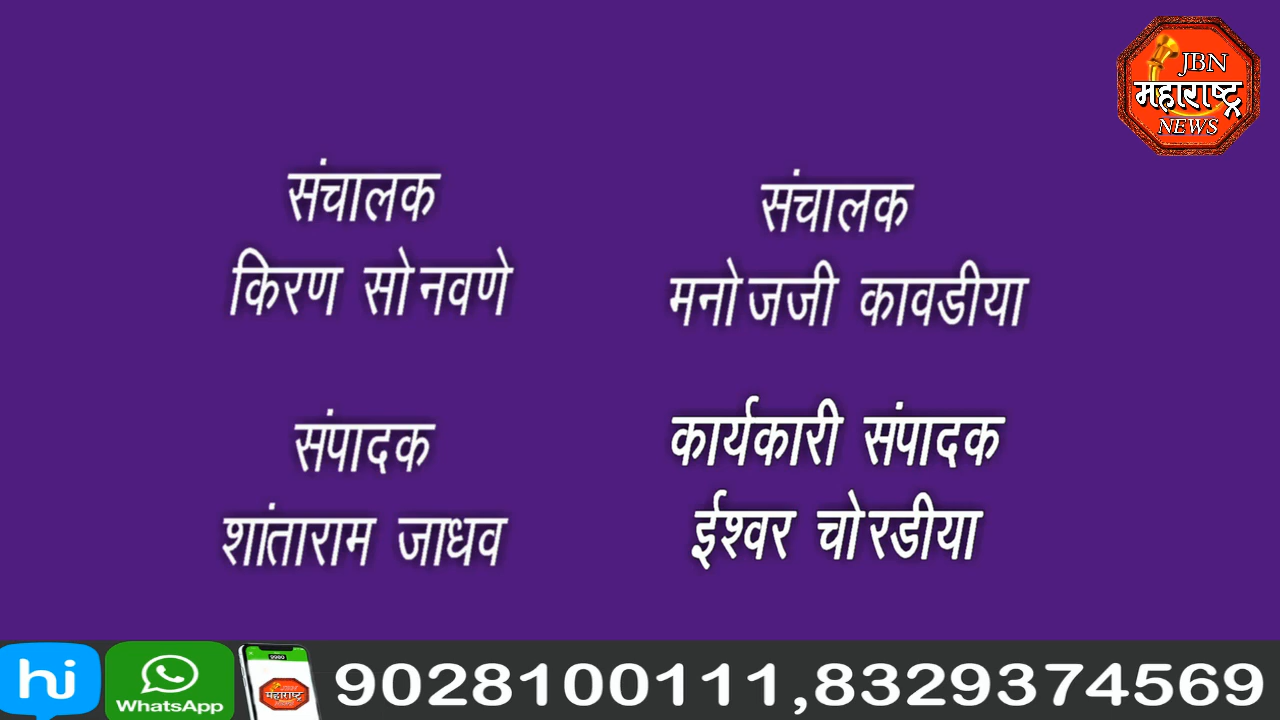 JBN
महाराष्ट्र
NEWS
संचालक
किरण सोनवणे
संचालक
मनोजजी कावडीया
संपादक
शांताराम जाधव
कार्यकारी संपादक
ईश्वर चोरडीया
hi
WhatsApp
महाराष्ट्र
9028100111,8329374569